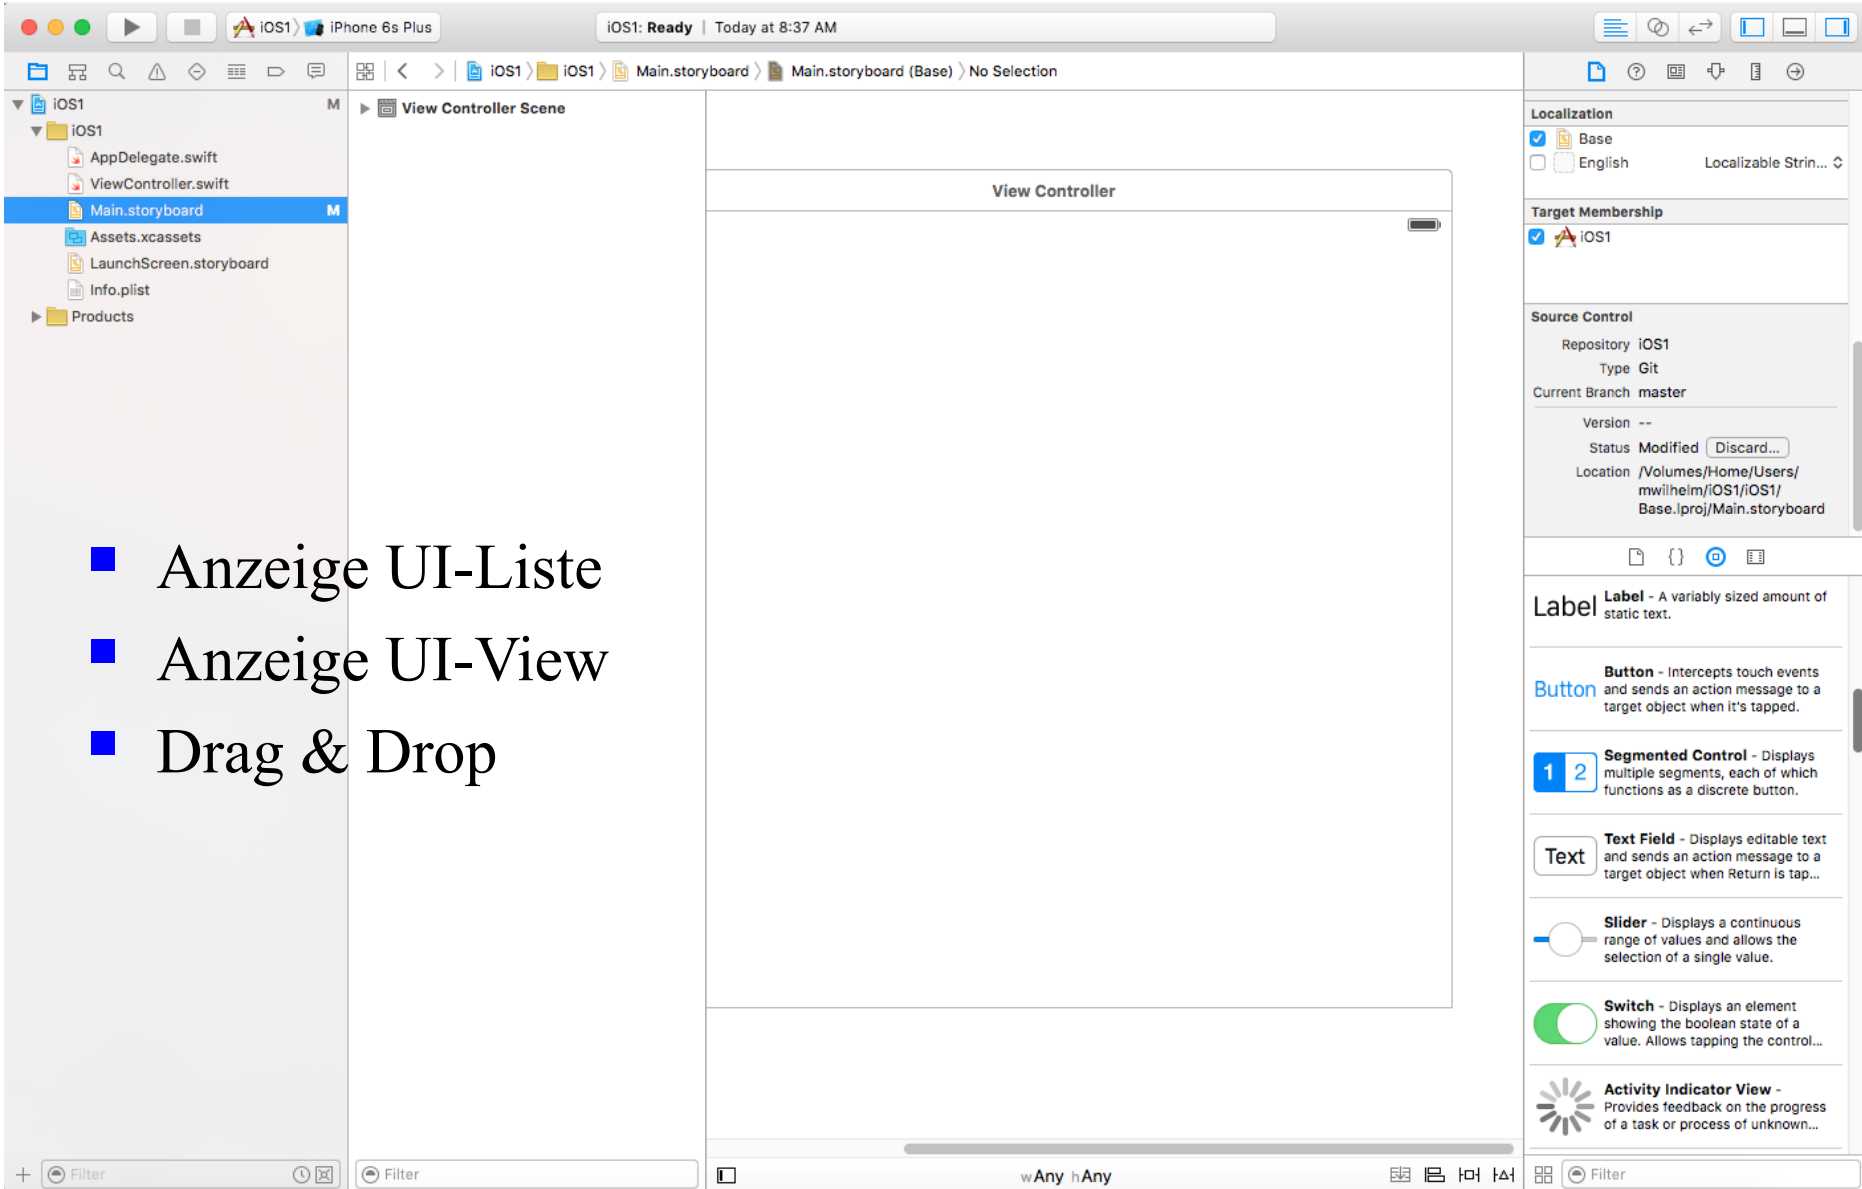 iOS1 〉 iPhone 6s Plus
iOS1: Ready | Today at 8:37 AM
iOS1 〉 iOS1 〉 Main.storyboard 〉 Main.storyboard (Base) 〉 No Selection
iOS1 M
iOS1
AppDelegate.swift
ViewController.swift
Main.storyboard M
Assets.xcassets
LaunchScreen.storyboard
Info.plist
Products
Filter
View Controller Scene
Filter
Anzeige UI-Liste
Anzeige UI-View
Drag & Drop
View Controller
wAny hAny
Localization
Base
English Localizable Strin...
Target Membership
iOS1
Source Control
Repository iOS1
Type Git
Current Branch master
Version --
Status Modified Discard...
Location /Volumes/Home/Users/
mwilhelm/iOS1/iOS1/
Base.lproj/Main.storyboard
{}
Label Label - A variably sized amount of
static text.
Button - Intercepts touch events
Button and sends an action message to a
target object when it's tapped.
Segmented Control - Displays
1 2 multiple segments, each of which
functions as a discrete button.
Text Field - Displays editable text
Text and sends an action message to a
target object when Return is tap...
Slider - Displays a continuous
range of values and allows the
selection of a single value.
Switch - Displays an element
showing the boolean state of a
value. Allows tapping the control...
Activity Indicator View -
Provides feedback on the progress
of a task or process of unknown...
Filter